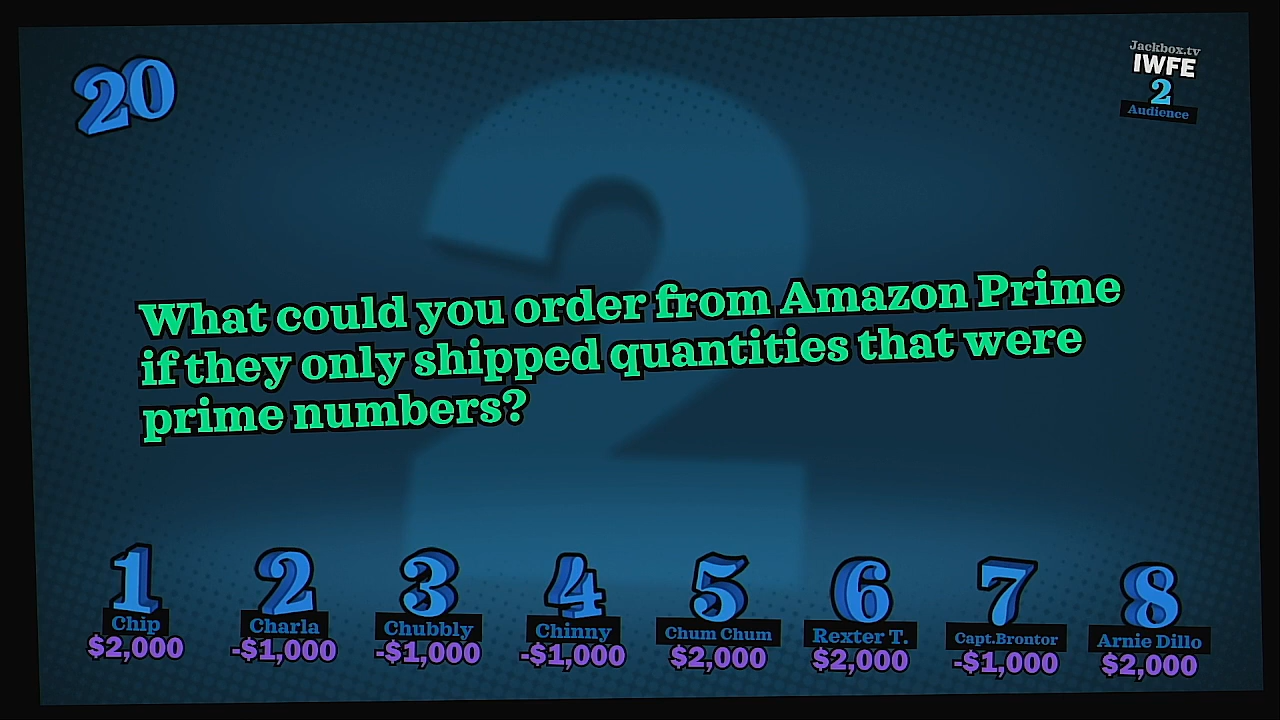 20
Jackbox.tv
IWFE
2
Audience
2
What could you order from Amazon Prime
if they only shipped quantities that were
prime numbers?
1 2 3 4 5 6 7 8
Chip Charla Chubbly Chinny Chum Chum Rexter T. Capt.Brontor Arnie Dillo
$2,000 -$1,000 -$1,000 -$1,000 $2,000 $2,000 -$1,000 $2,000